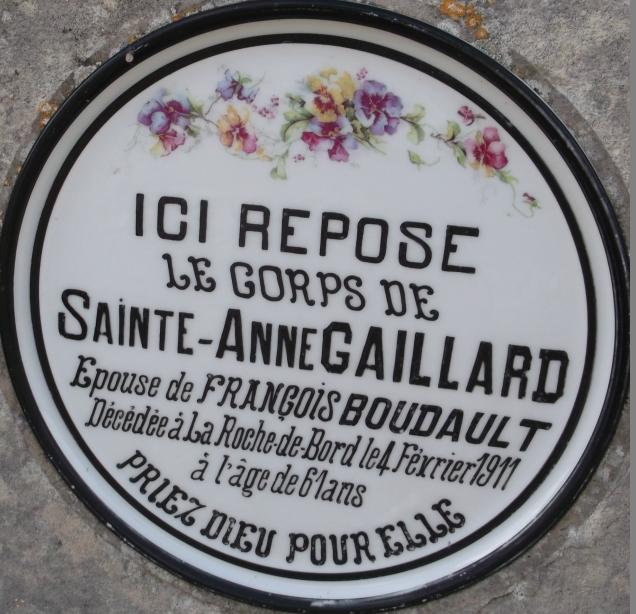 ICI REPOSE
LE CORPS DE
SAINTE-ANNE GAILLARD
Epouse de FRANÇOIS BOUDAULT
Décédée à La Roche-de-Bord le 4 Février 1911
à l'âge de 61 ans
PRIEZ DIEU POUR ELLE